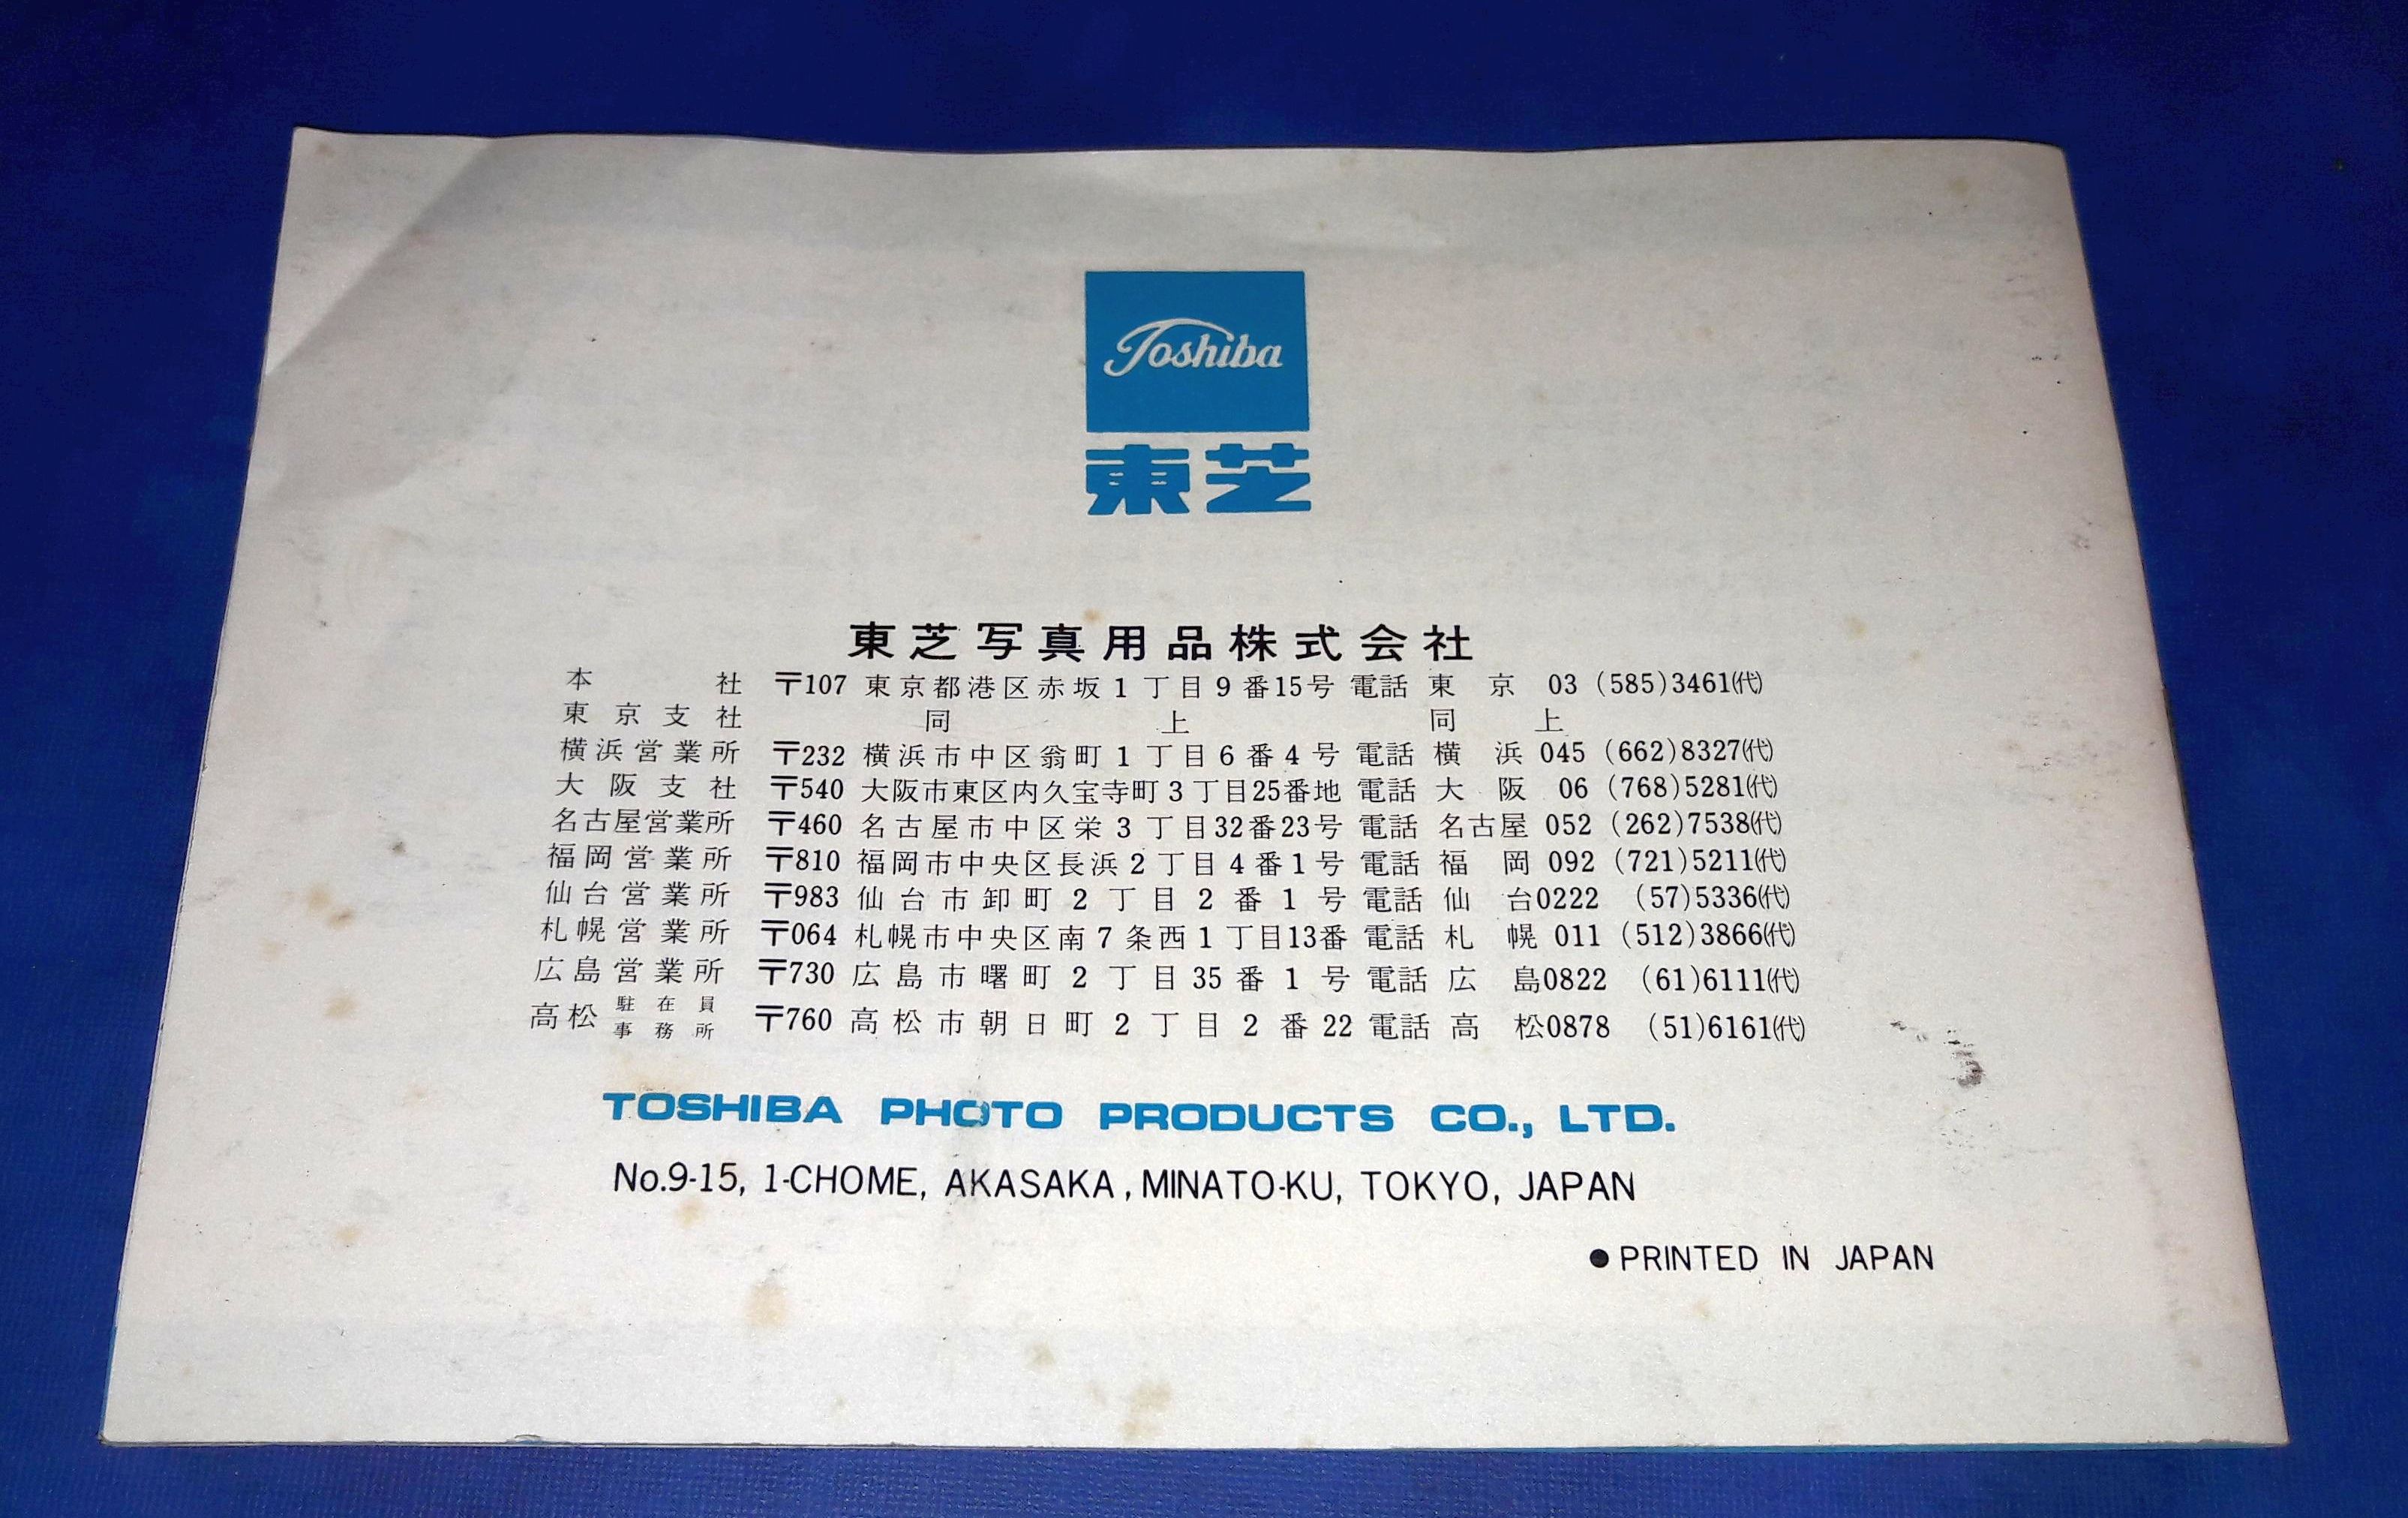 Toshiba
東芝
東芝写真用品株式会社
本社 〒107 東京都港区赤坂1丁目9番15号 電話 東京 03 (585)3461(代)
東京支社 同上 同上
横浜営業所 〒232 横浜市中区翁町1丁目6番4号 電話 横浜 045 (662)8327(代)
大阪支社 〒540 大阪市東区内久宝寺町3丁目25番地 電話 大阪 06 (768)5281(代)
名古屋営業所 〒460 名古屋市中区栄3丁目32番23号 電話 名古屋 052 (262)7538(代)
福岡営業所 〒810 福岡市中央区長浜2丁目4番1号 電話 福岡 092 (721)5211(代)
仙台営業所 〒983 仙台市卸町2丁目2番1号 電話 仙台0222 (57)5336(代)
札幌営業所 〒064 札幌市中央区南7条西1丁目13番 電話 札幌 011 (512)3866(代)
広島営業所 〒730 広島市曙町2丁目35番1号 電話 広島0822 (61)6111(代)
高松駐在員事務所 〒760 高松市朝日町2丁目2番22 電話 高松0878 (51)6161(代)
TOSHIBA PHOTO PRODUCTS CO., LTD.
No.9-15, 1-CHOME, AKASAKA, MINATO-KU, TOKYO, JAPAN
●PRINTED IN JAPAN